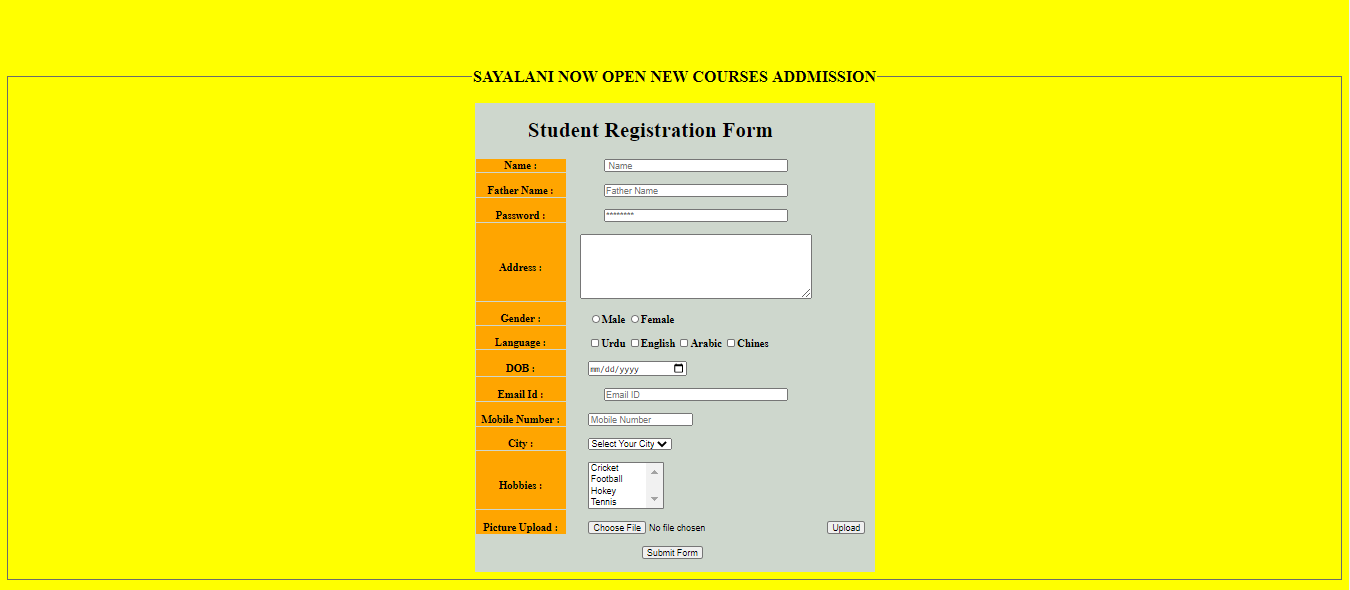 SAYALANI NOW OPEN NEW COURSES ADDMISSION
Student Registration Form
Name : Name
Father Name : Father Name
Password : ********
Address :
Gender : Male Female
Language : Urdu English Arabic Chines
DOB : mm/dd/yyyy
Email Id : Email ID
Mobile Number : Mobile Number
City : Select Your City
Hobbies :
Cricket
Football
Hokey
Tennis
Picture Upload : Choose File No file chosen Upload
Submit Form